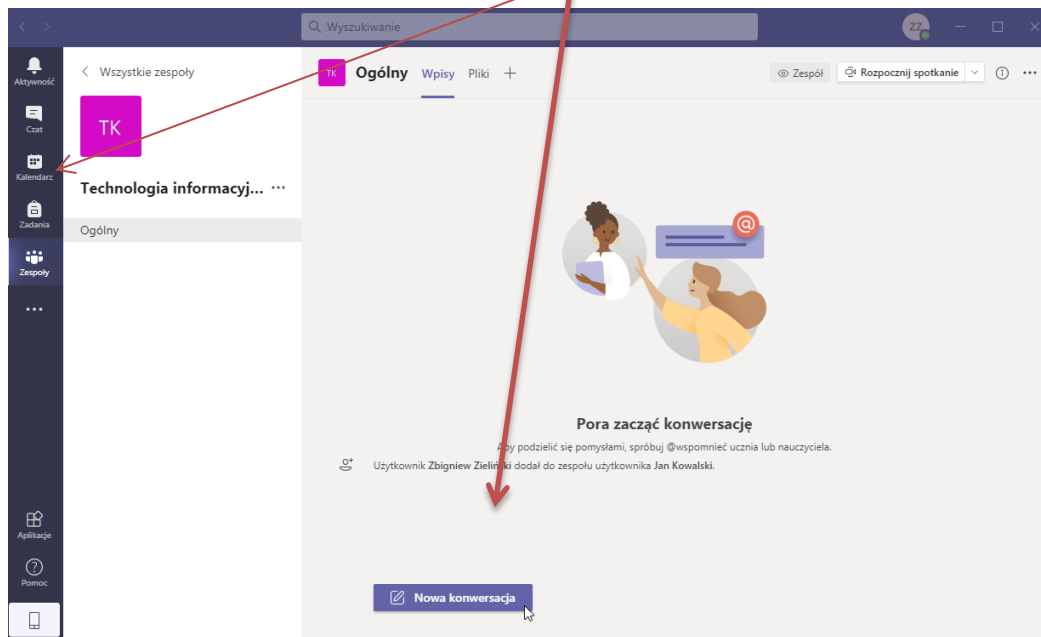 Wyszukiwanie
ZZ
Aktywność
Czat
Kalendarz
Zadania
Zespoły
Aplikacje
Pomoc
Wszystkie zespoły
TK
Technologia informacyj... ...
Ogólny
TK Ogólny Wpisy Pliki +
Zespół
Rozpocznij spotkanie
@
Pora zacząć konwersację
Aby podzielić się pomysłami, spróbuj @wspomnieć ucznia lub nauczyciela.
Użytkownik Zbigniew Zieliński dodał do zespołu użytkownika Jan Kowalski.
Nowa konwersacja